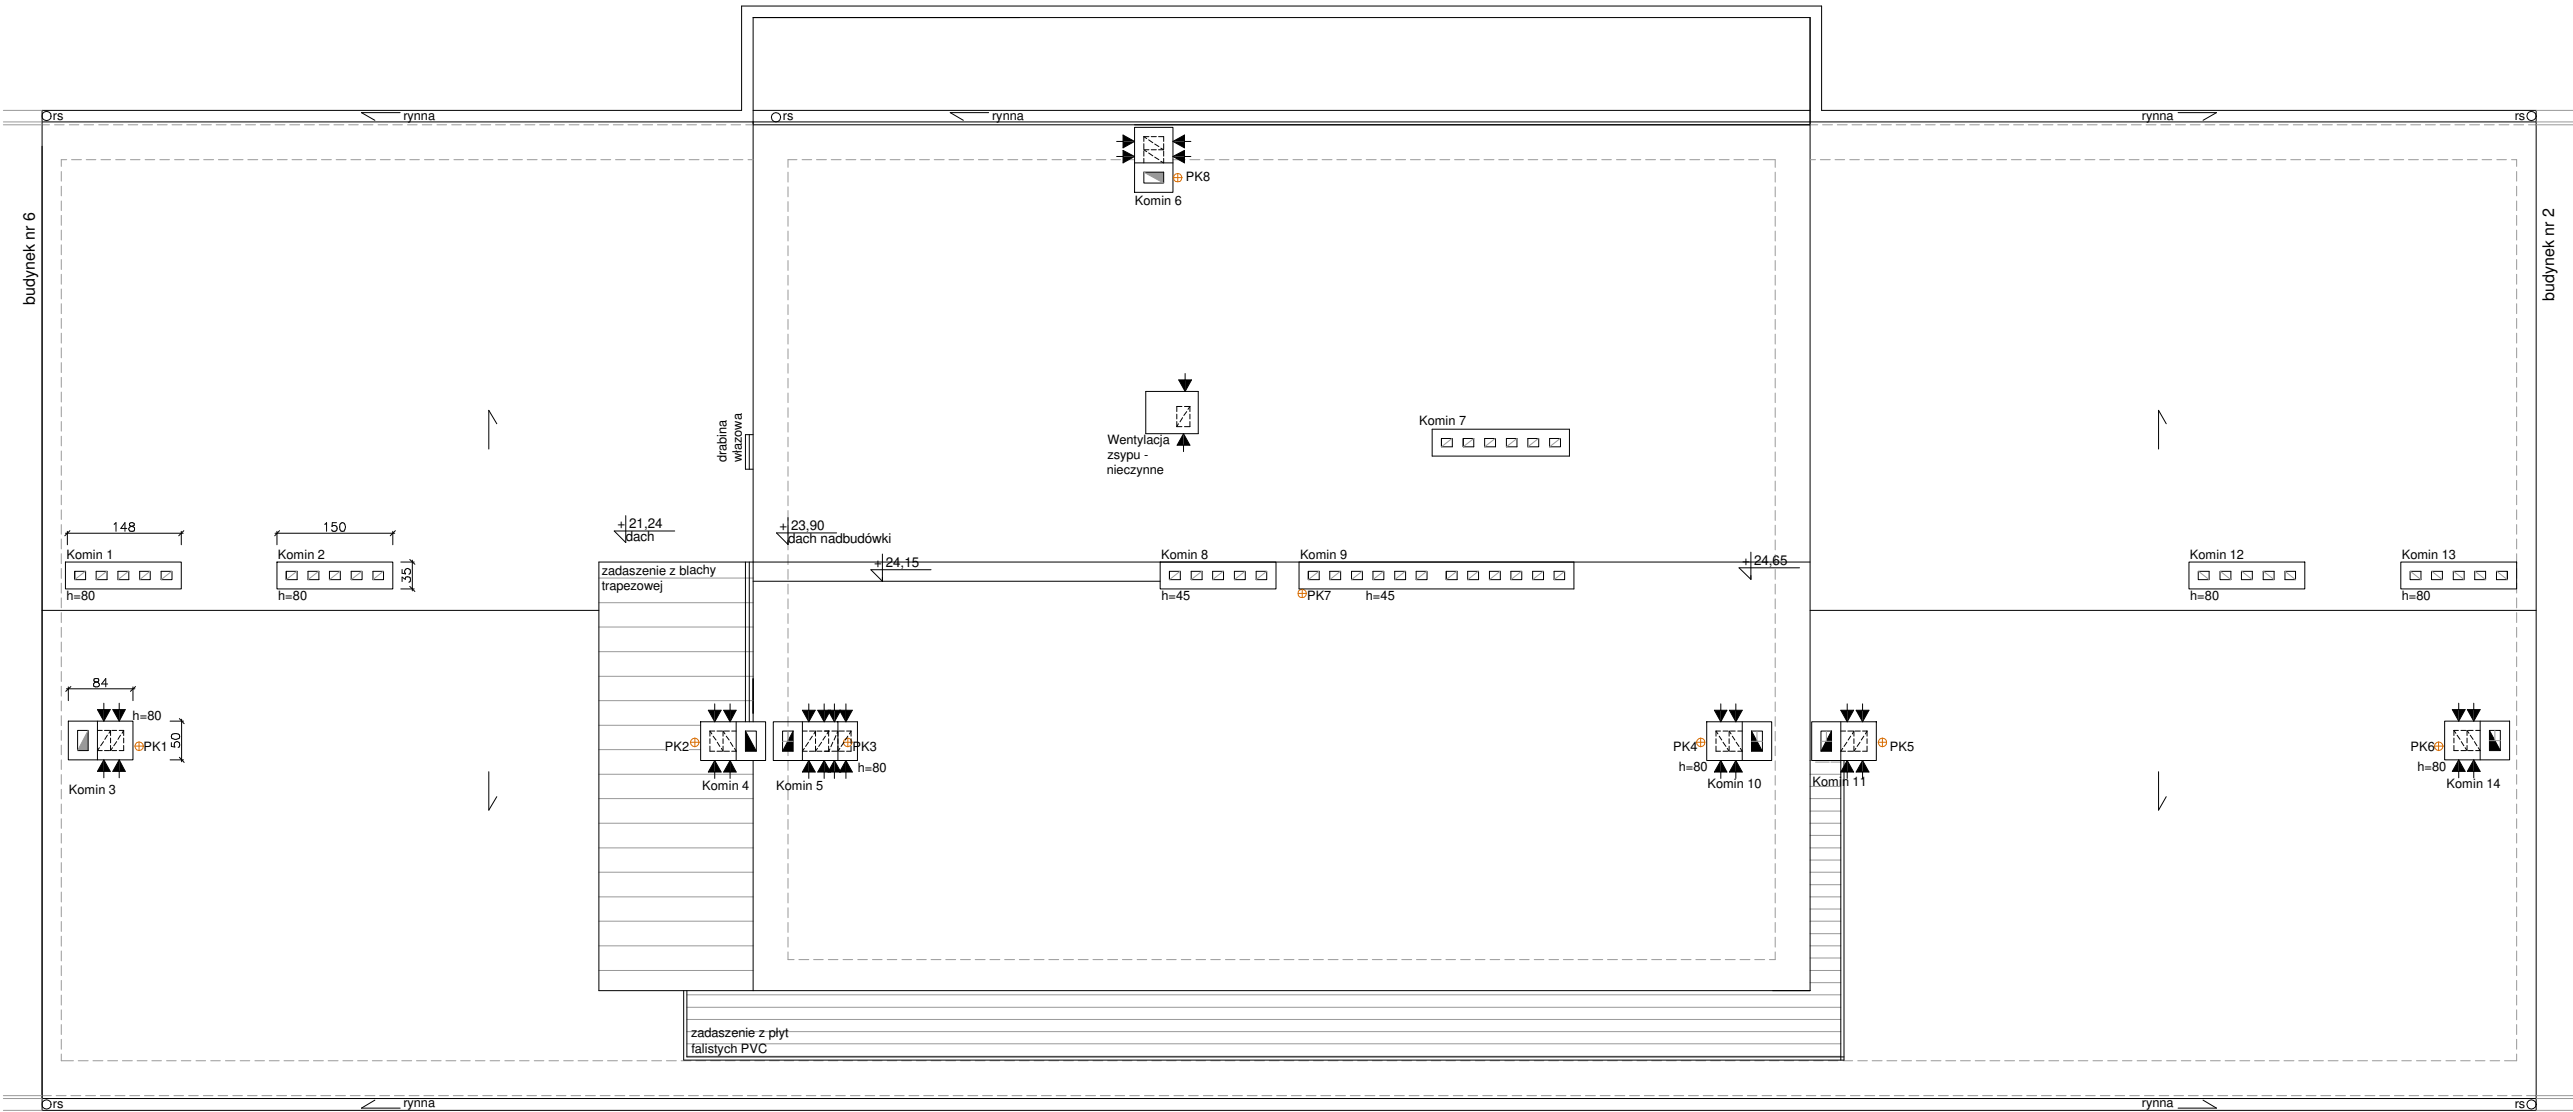 rs
rynna
rs
rynna
rynna
rs
budynek nr 6
budynek nr 2
PK8
Komin 6
drabina
włazowa
Wentylacja
zsypu -
nieczynne
Komin 7
148
150
+21,24
dach
+23,90
dach nadbudówki
Komin 1
Komin 2
35
h=80
h=80
zadaszenie z blachy
trapezowej
+24,15
Komin 8
h=45
Komin 9
PK7
h=45
+24,65
Komin 12
h=80
Komin 13
h=80
84
h=80
PK1
50
Komin 3
PK2
Komin 4
PK3
h=80
Komin 5
PK4
h=80
Komin 10
PK5
Komin 11
PK6
h=80
Komin 14
zadaszenie z płyt
falistych PVC
rs
rynna
rynna
rs